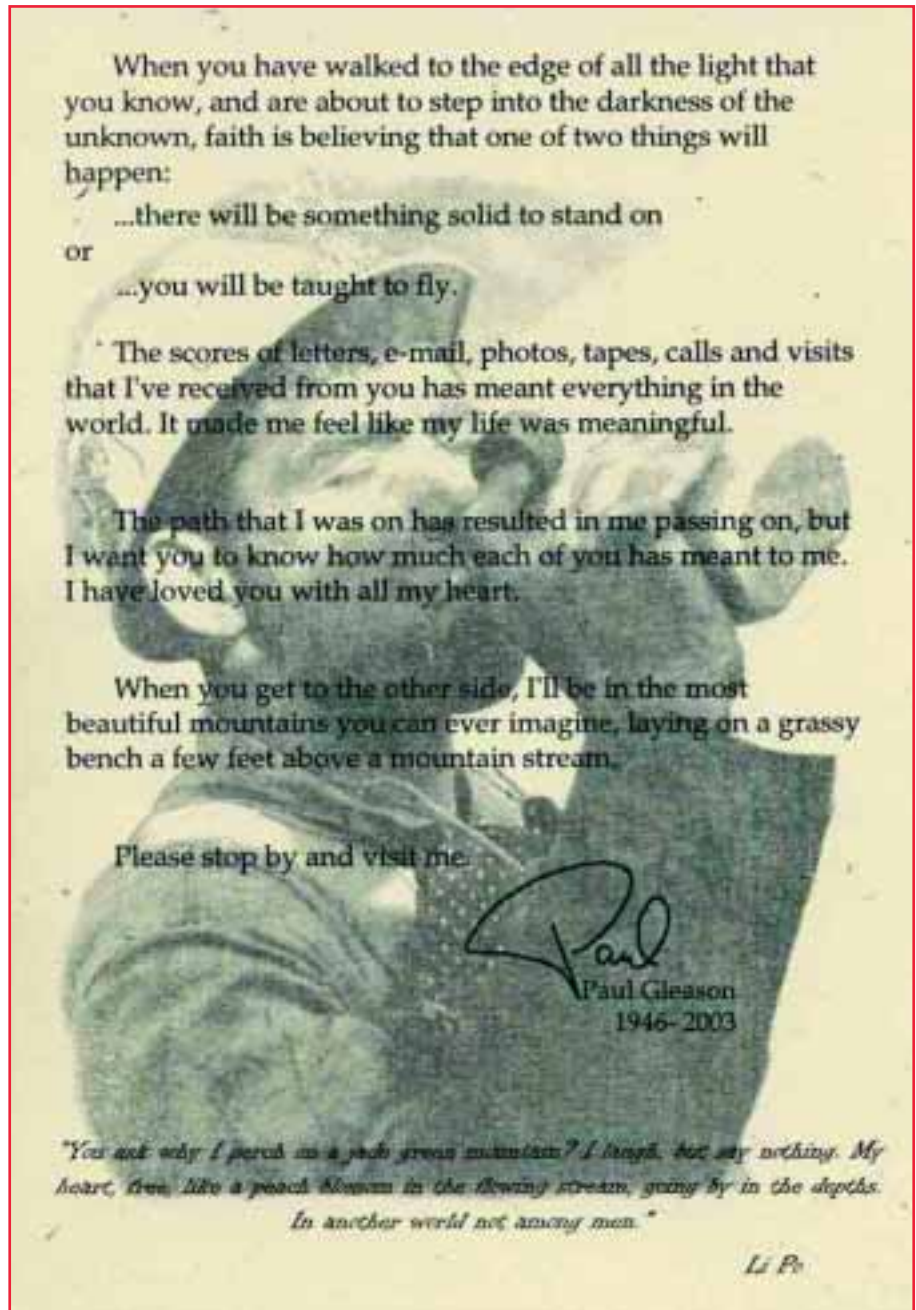 When you have walked to the edge of all the light that
you know, and are about to step into the darkness of the
unknown, faith is believing that one of two things will
happen:
...there will be something solid to stand on
or
...you will be taught to fly.
The scores of letters, e-mail, photos, tapes, calls and visits
that I've received from you has meant everything in the
world. It made me feel like my life was meaningful.
The path that I was on has resulted in me passing on, but
I want you to know how much each of you has meant to me.
I have loved you with all my heart.
When you get to the other side, I'll be in the most
beautiful mountains you can ever imagine, laying on a grassy
bench a few feet above a mountain stream.
Please stop by and visit me.
Paul
Paul Gleason
1946- 2003
"You ask why I perch on a jade green mountain? I laugh, but say nothing. My
heart, free, like a peach blossom in the flowing stream, going by in the depths.
In another world not among men."
Li Po